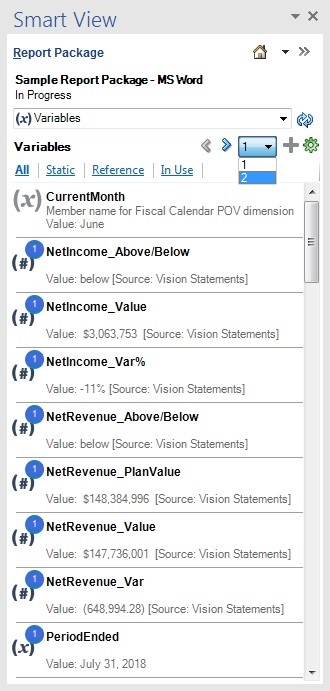 Smart View
Report Package
Sample Report Package - MS Word
In Progress
(x) Variables
Variables
1
1
2
All Static Reference In Use
(x) CurrentMonth
Member name for Fiscal Calendar POV dimension
Value: June
(#) 1 NetIncome_Above/Below
Value: below [Source: Vision Statements]
(#) 1 NetIncome_Value
Value: $3,063,753 [Source: Vision Statements]
(#) 1 NetIncome_Var%
Value: -11% [Source: Vision Statements]
(#) 1 NetRevenue_Above/Below
Value: below [Source: Vision Statements]
(#) 1 NetRevenue_PlanValue
Value: $148,384,996 [Source: Vision Statements]
(#) 1 NetRevenue_Value
Value: $147,736,001 [Source: Vision Statements]
(#) 1 NetRevenue_Var
Value: (648,994.28) [Source: Vision Statements]
(x) 1 PeriodEnded
Value: July 31, 2018